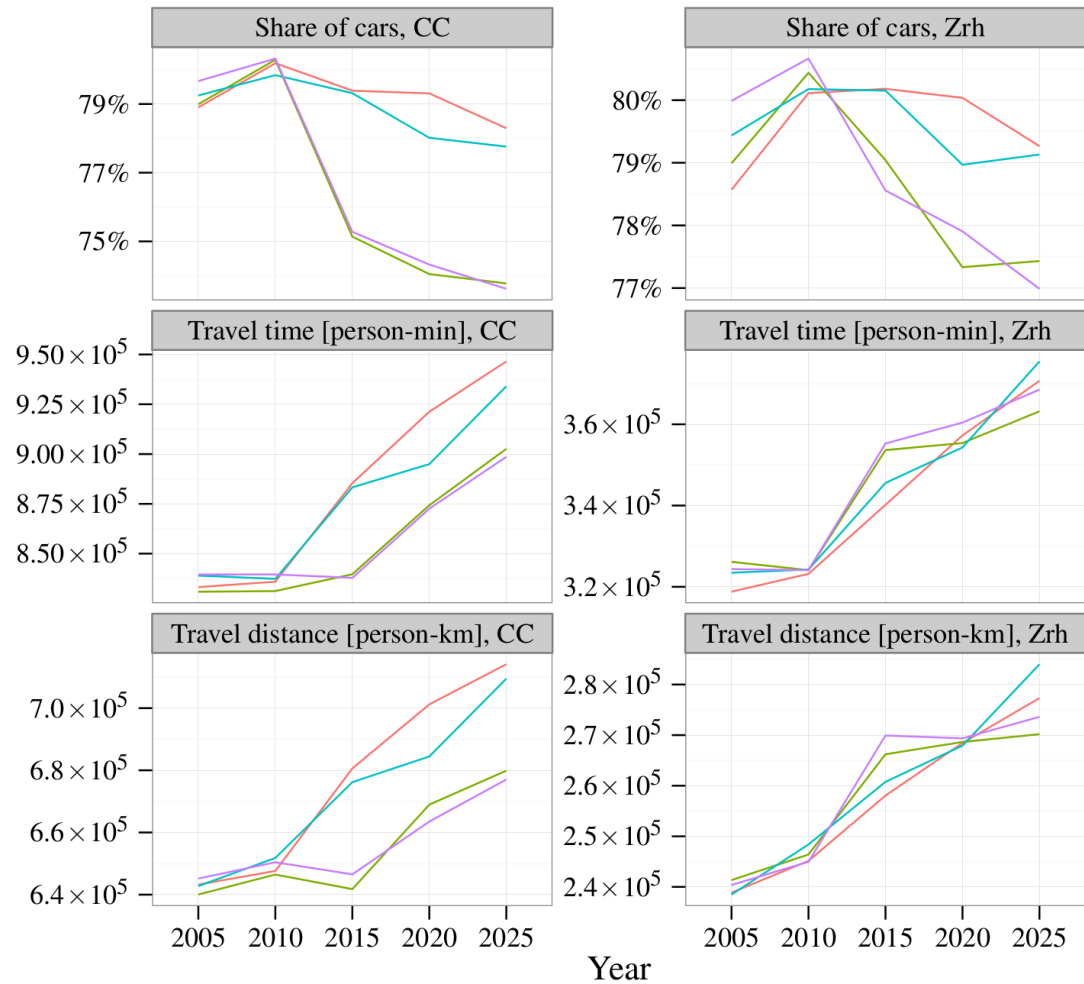 Share of cars, CC
79%
77%
75%
Share of cars, Zrh
80%
79%
78%
77%
Travel time [person-min], CC
9.50 × 10⁵
9.25 × 10⁵
9.00 × 10⁵
8.75 × 10⁵
8.50 × 10⁵
Travel time [person-min], Zrh
3.6 × 10⁵
3.4 × 10⁵
3.2 × 10⁵
Travel distance [person-km], CC
7.0 × 10⁵
6.8 × 10⁵
6.6 × 10⁵
6.4 × 10⁵
Travel distance [person-km], Zrh
2.8 × 10⁵
2.7 × 10⁵
2.6 × 10⁵
2.5 × 10⁵
2.4 × 10⁵
2005 2010 2015 2020 2025
2005 2010 2015 2020 2025
Year